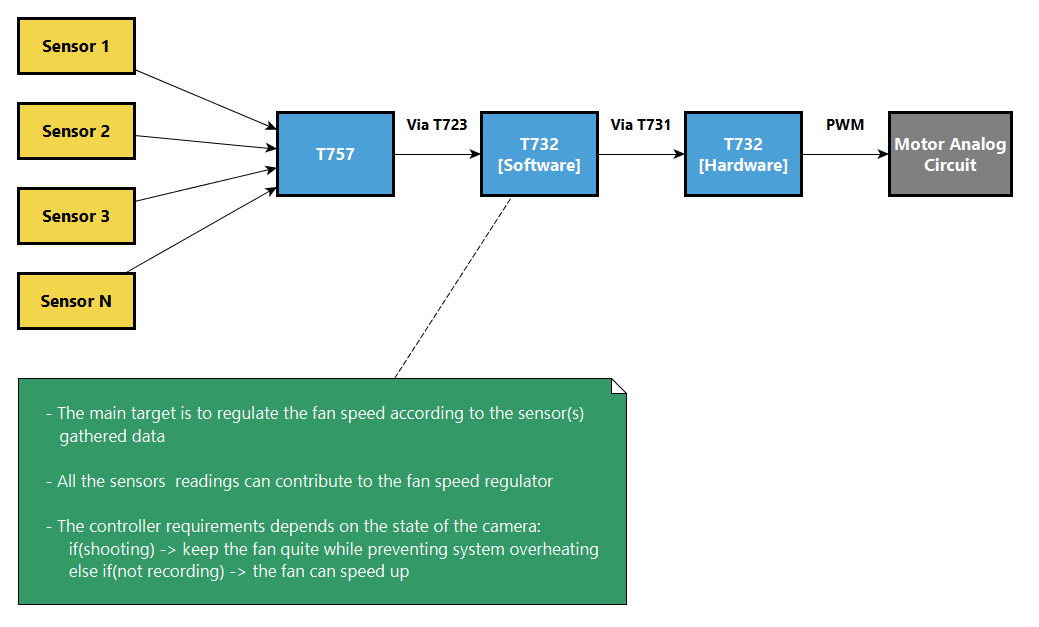 Sensor 1
Sensor 2
Sensor 3
Sensor N
T757
Via T723
T732
[Software]
Via T731
T732
[Hardware]
PWM
Motor Analog
Circuit
- The main target is to regulate the fan speed according to the sensor(s)
gathered data
- All the sensors  readings can contribute to the fan speed regulator
- The controller requirements depends on the state of the camera:
if(shooting) -> keep the fan quite while preventing system overheating
else if(not recording) -> the fan can speed up